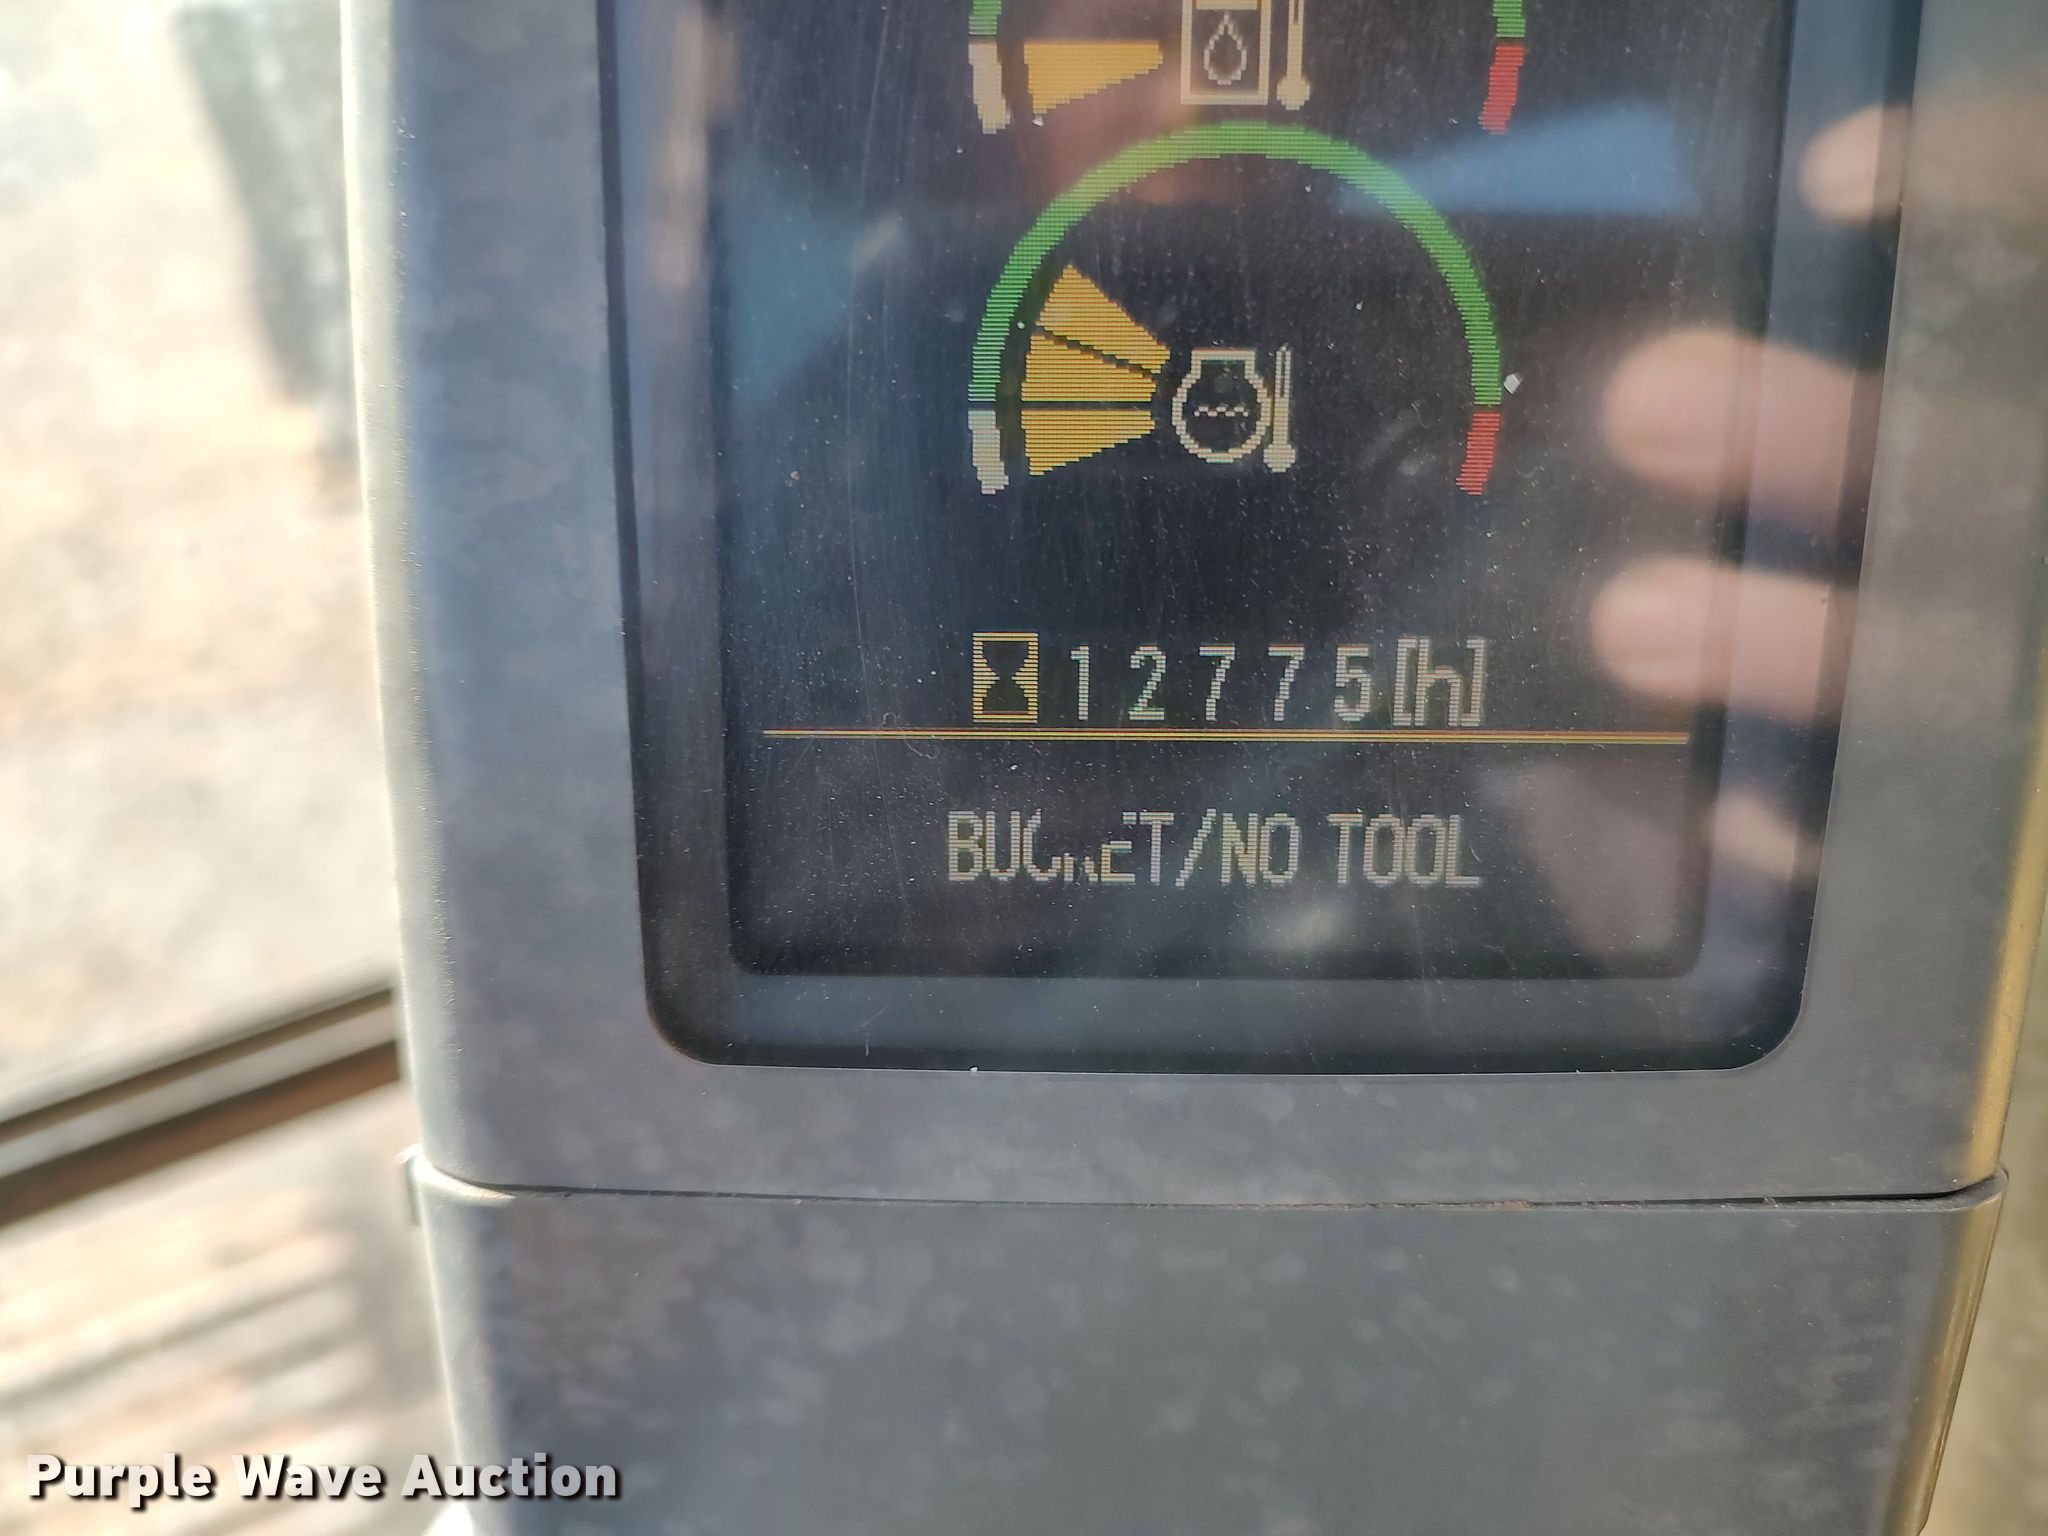 12775[h]
BUCKET/NO TOOL
Purple Wave Auction